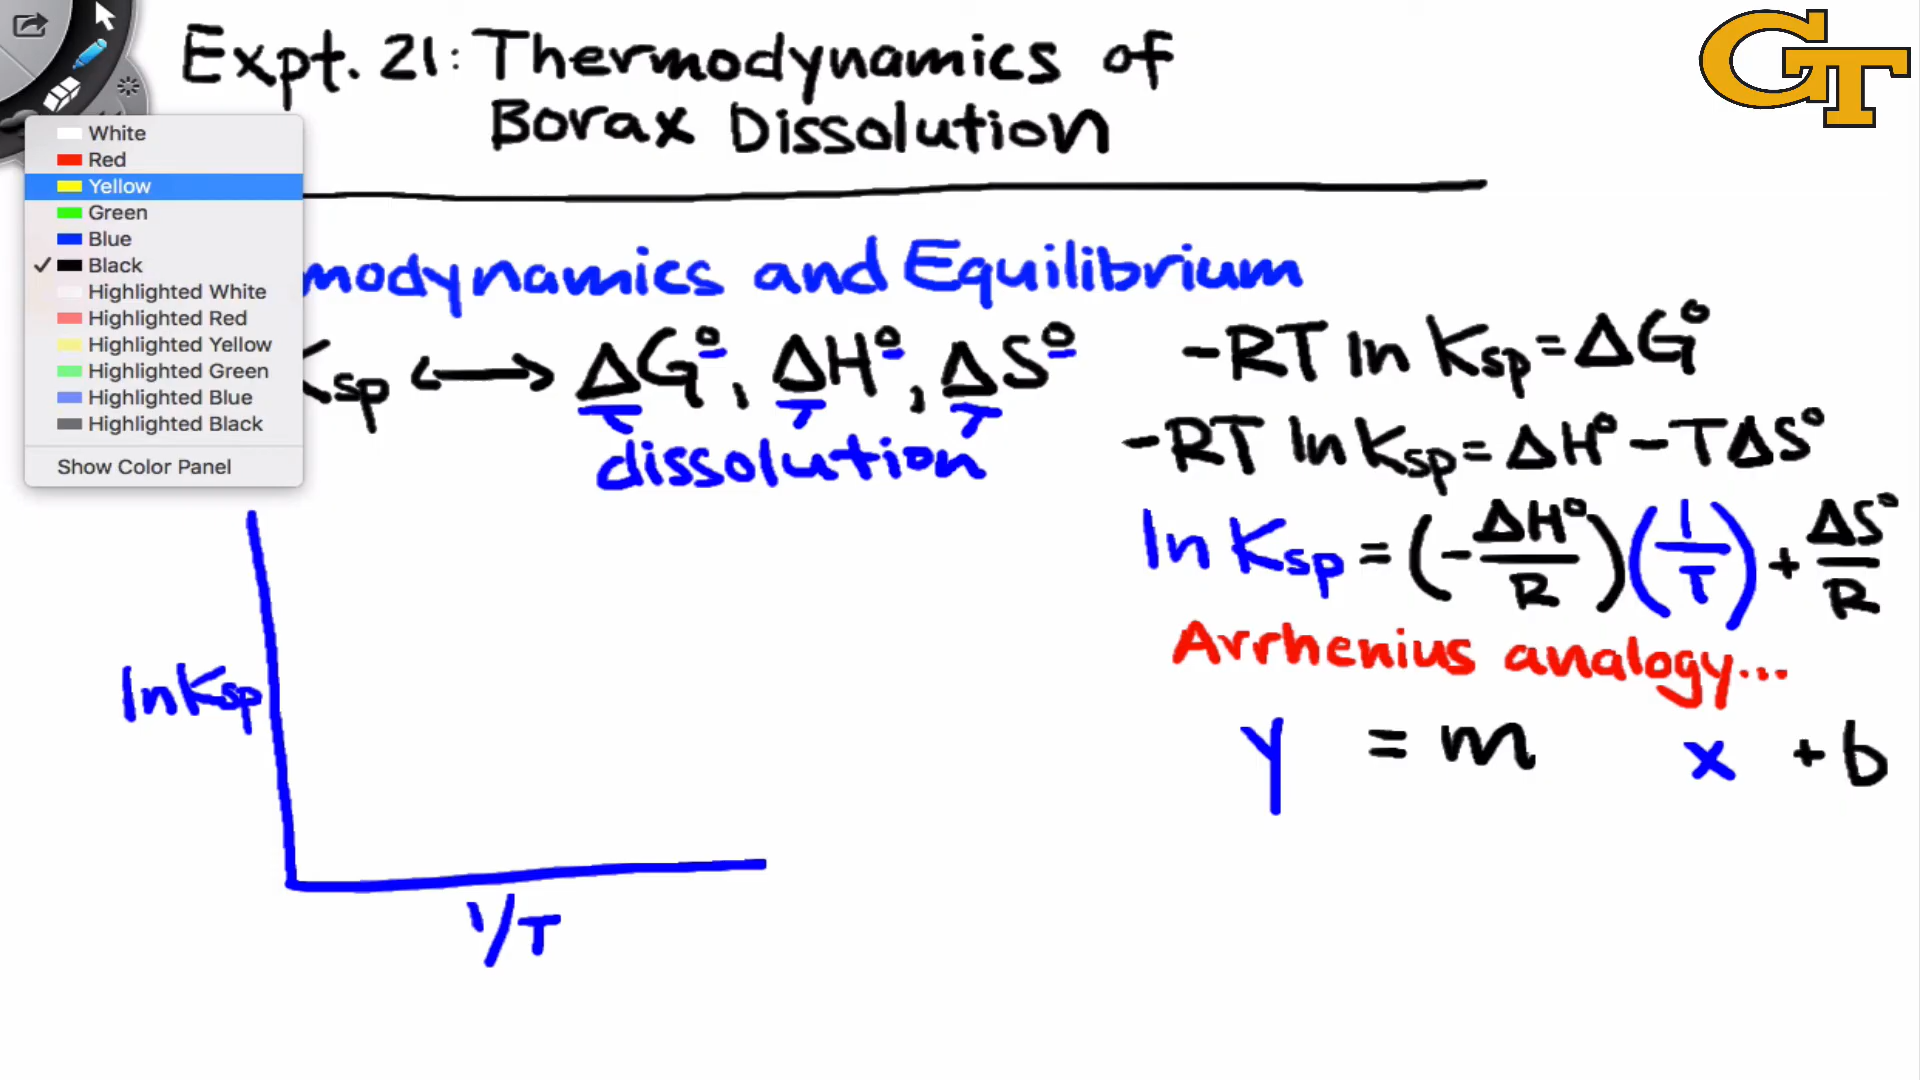 Expt. 21: Thermodynamics of
Borax Dissolution
GT
White
Red
Yellow
Green
Blue
✓ Black
Highlighted White
Highlighted Red
Highlighted Yellow
Highlighted Green
Highlighted Blue
Highlighted Black
Show Color Panel
modynamics and Equilibrium
Ksp ⟷ ΔG°, ΔH°, ΔS°
dissolution
-RT ln Ksp = ΔG°
-RT ln Ksp = ΔH° - TΔS°
ln Ksp = (-ΔH°/R)(1/T) + ΔS°/R
Arrhenius analogy...
y = m x + b
lnKsp
1/T